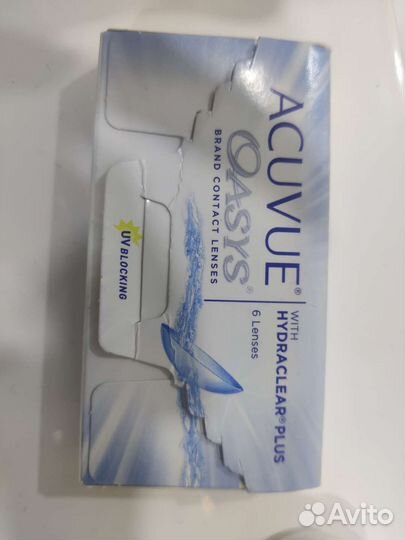 ACUVUE®
OASYS®
BRAND CONTACT LENSES
WITH
HYDRACLEAR® PLUS
6 Lenses
UV BLOCKING
Avito